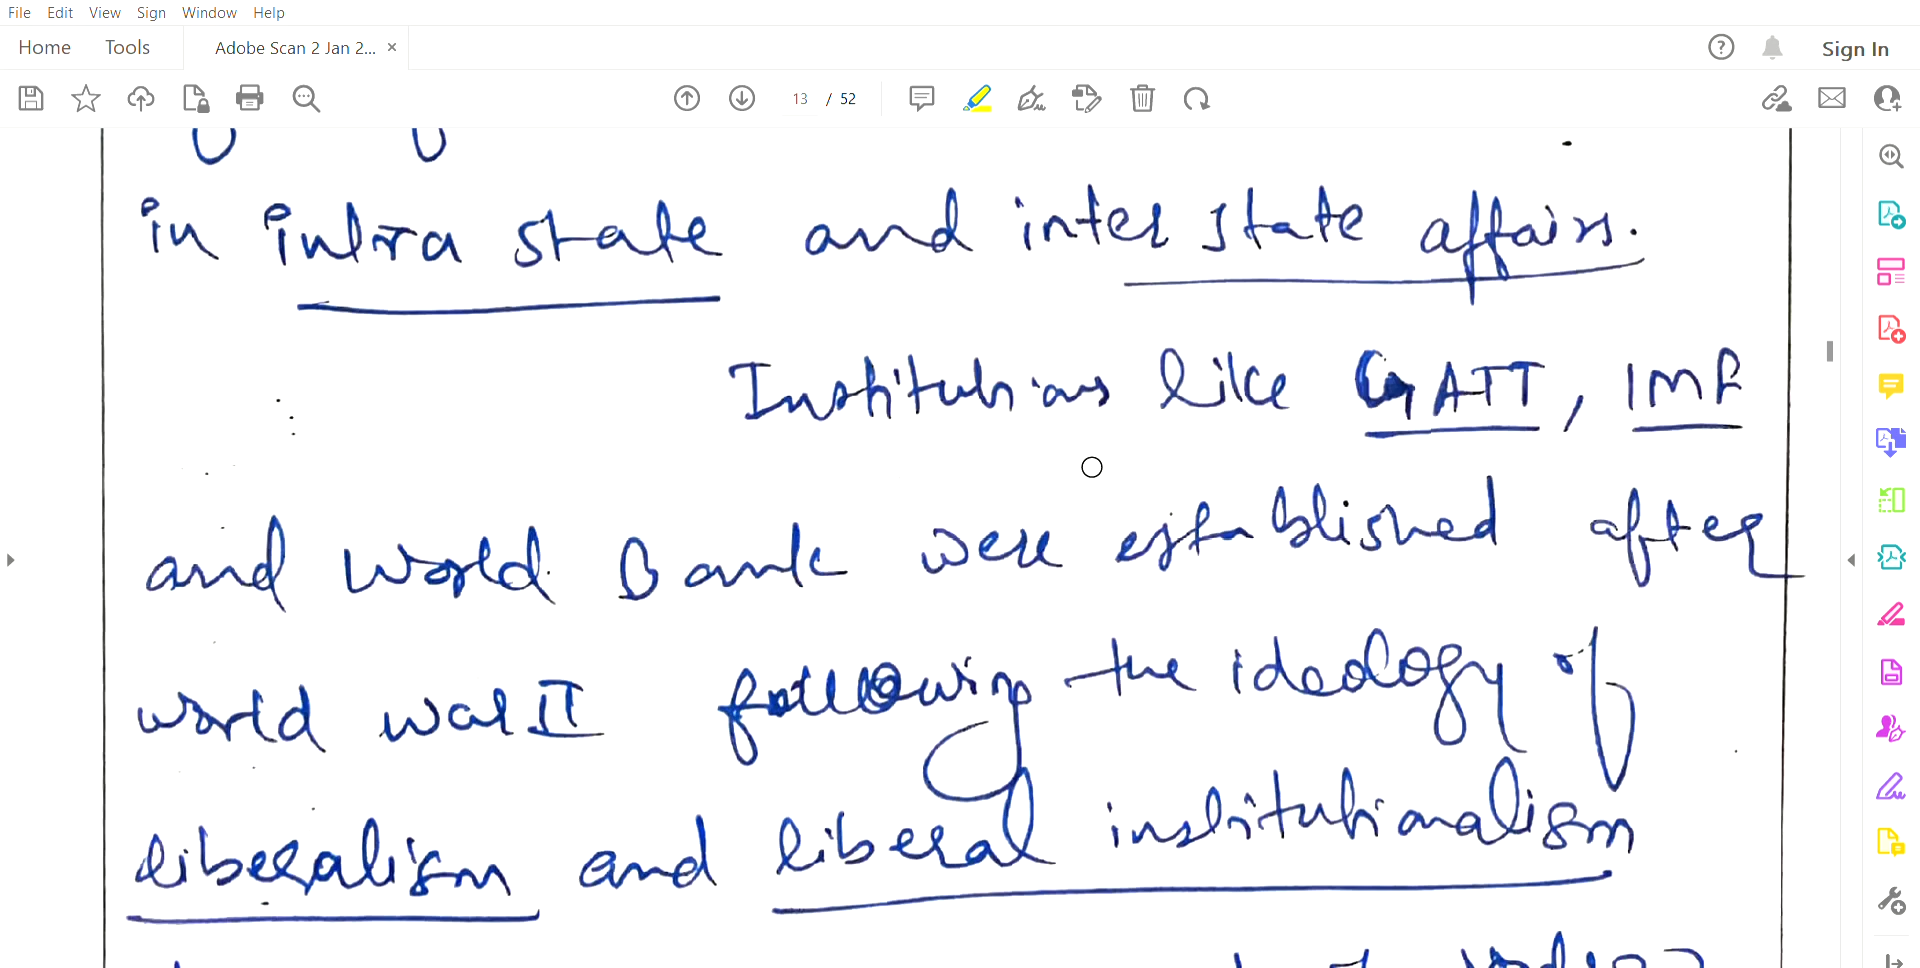 File Edit View Sign Window Help
Home Tools Adobe Scan 2 Jan 2... × Sign In
13 / 52
in intra state and inter state affairs.
Institutions like GATT, IMF
and World Bank were established after
world war II following the ideology of
liberalism and liberal institutionalism